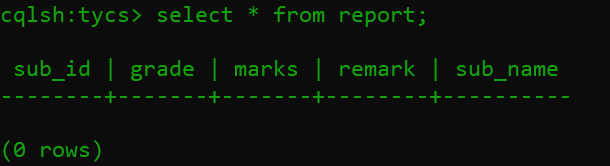 cqlsh:tycs> select * from report;
 sub_id | grade | marks | remark | sub_name
--------+-------+-------+--------+----------
(0 rows)